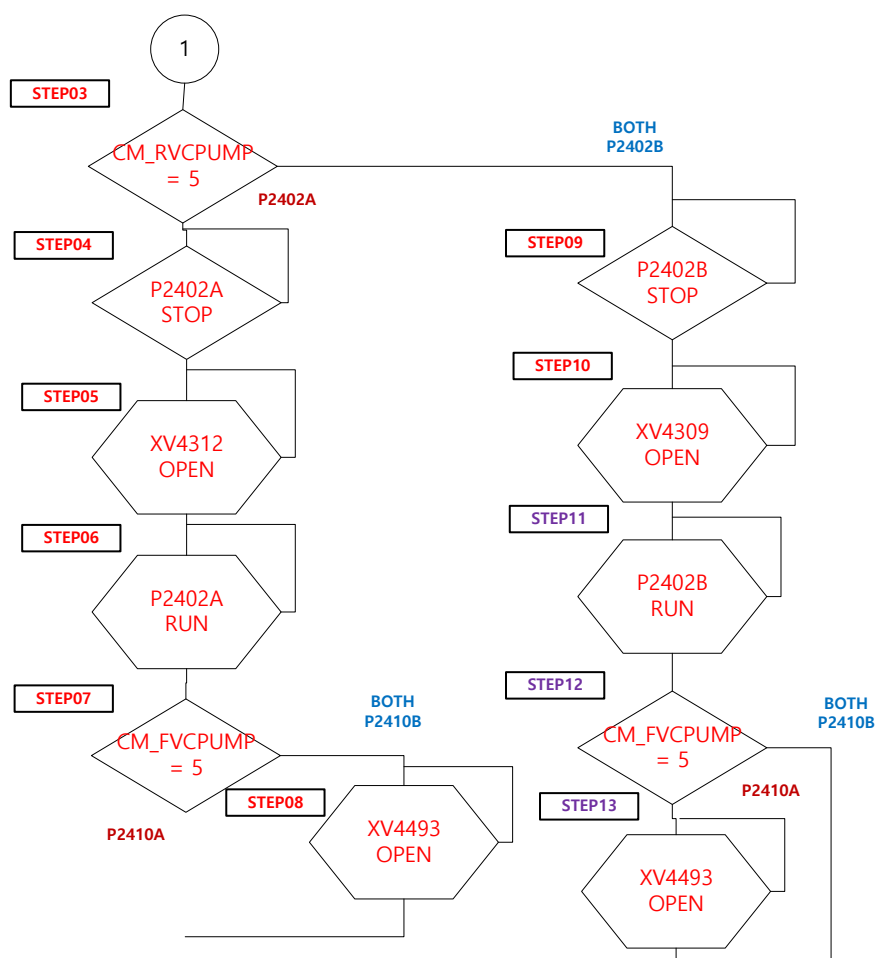 1
STEP03
BOTH
P2402B
CM_RVCPUMP
= 5
P2402A
STEP04
STEP09
P2402A
STOP
P2402B
STOP
STEP05
STEP10
XV4312
OPEN
XV4309
OPEN
STEP06
STEP11
P2402A
RUN
P2402B
RUN
STEP07
STEP12
BOTH
P2410B
BOTH
P2410B
CM_FVCPUMP
= 5
CM_FVCPUMP
= 5
P2410A
STEP08
STEP13
P2410A
XV4493
OPEN
XV4493
OPEN